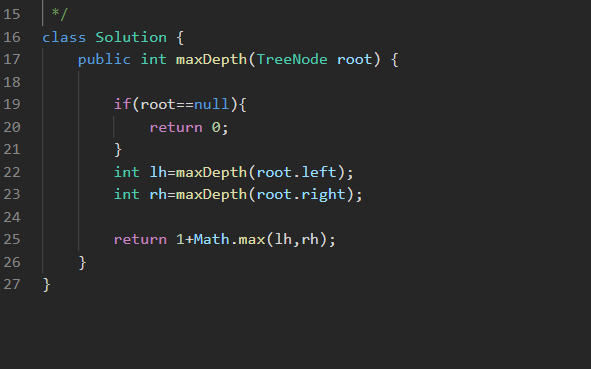 15 */
16 class Solution {
17 public int maxDepth(TreeNode root) {
18
19 if(root==null){
20 return 0;
21 }
22 int lh=maxDepth(root.left);
23 int rh=maxDepth(root.right);
24
25 return 1+Math.max(lh,rh);
26 }
27 }